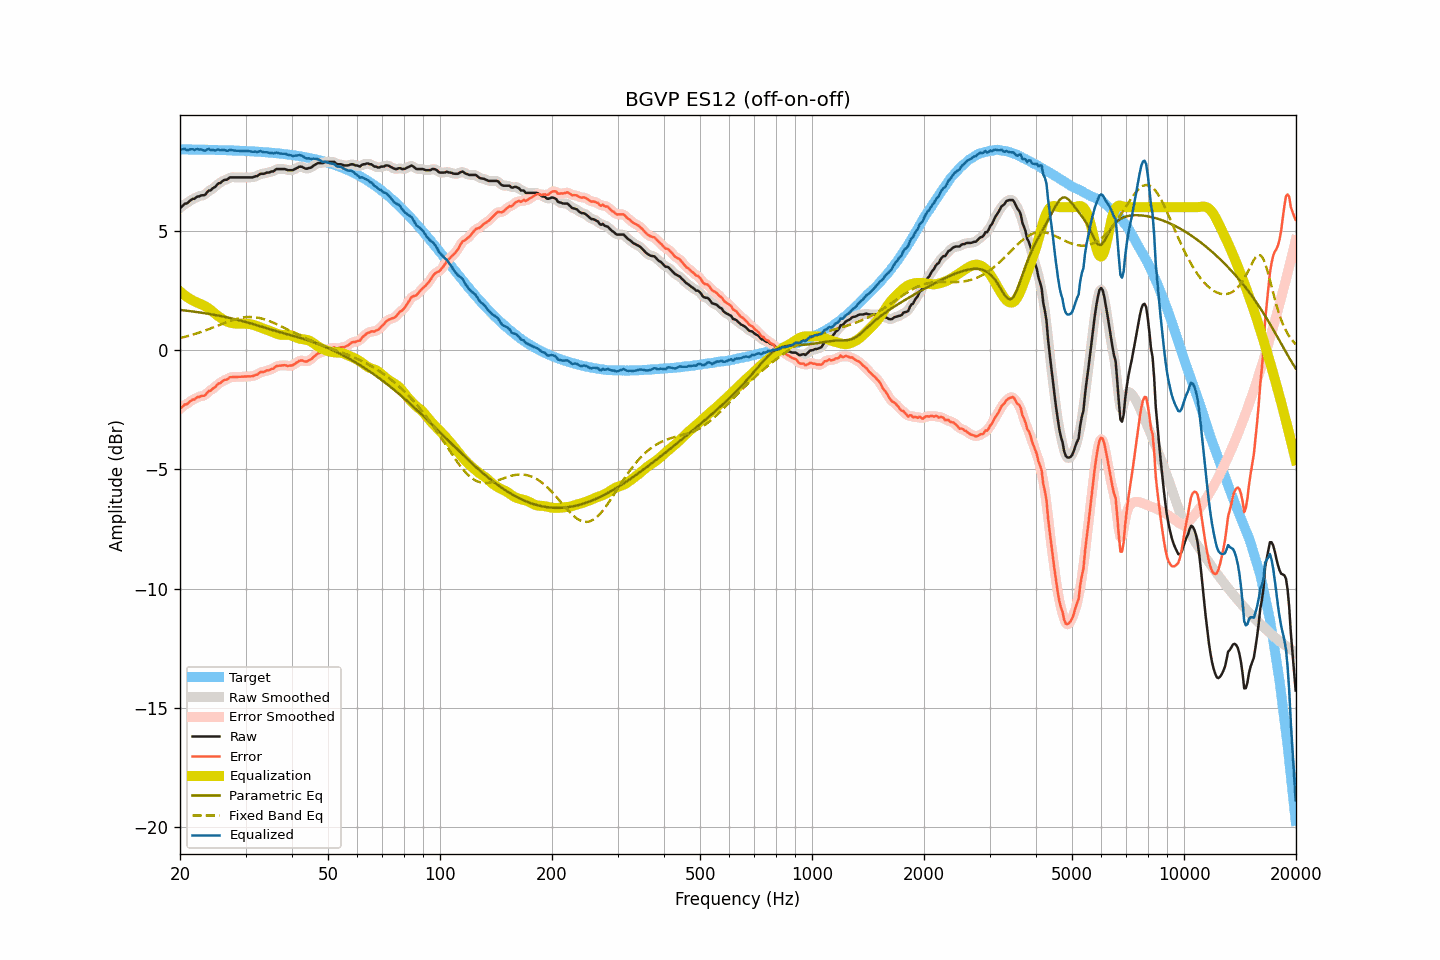 BGVP ES12 (off-on-off)
Amplitude (dBr)
5
0
−5
−10
−15
−20
Target
Raw Smoothed
Error Smoothed
Raw
Error
Equalization
Parametric Eq
Fixed Band Eq
Equalized
20 50 100 200 500 1000 2000 5000 10000 20000
Frequency (Hz)